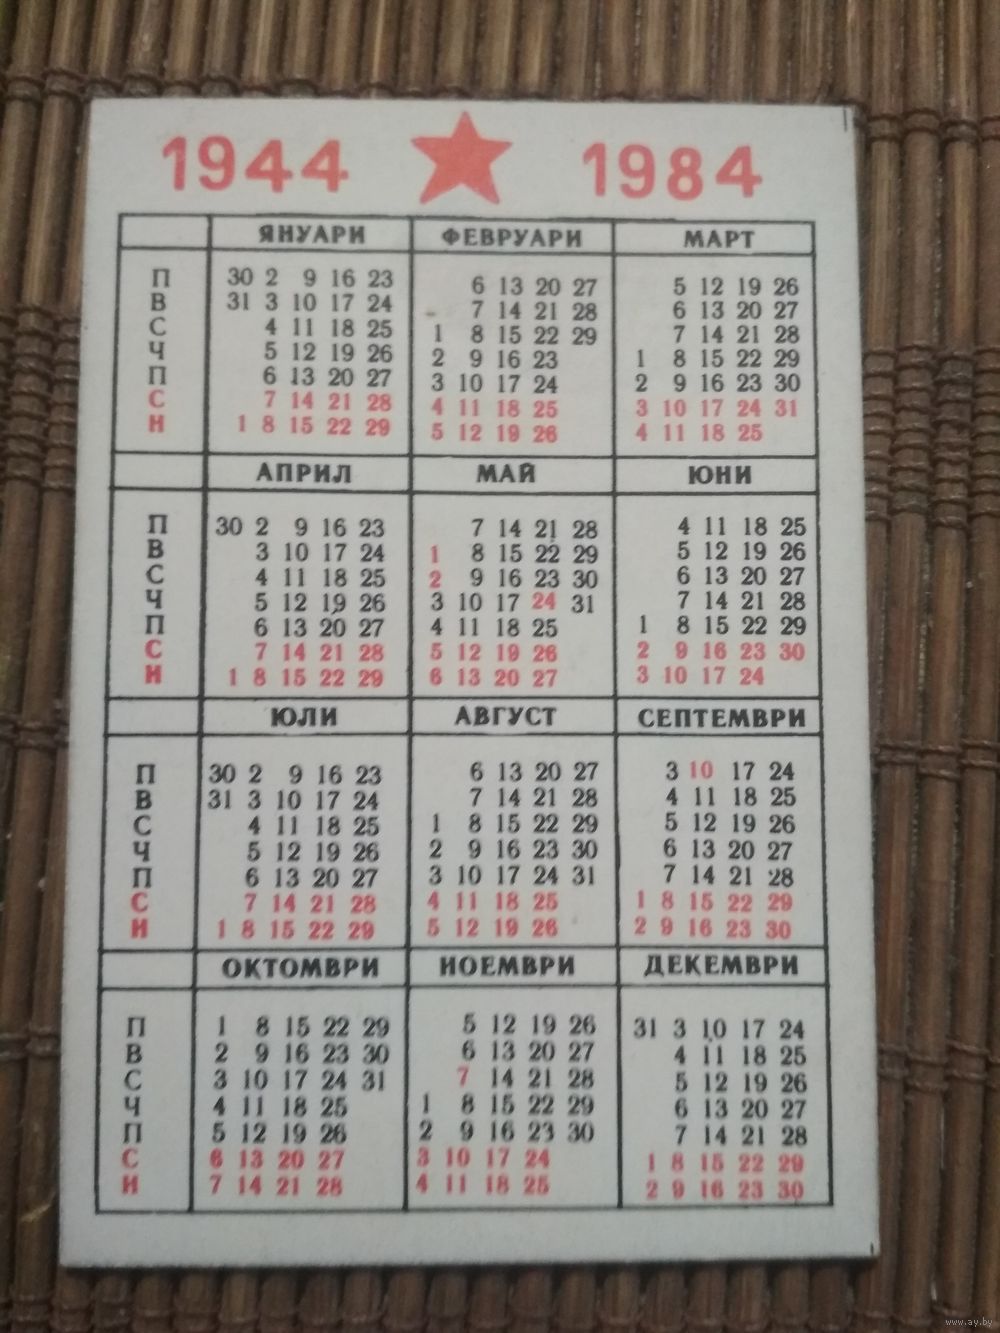 1944 ★ 1984
ЯНУАРИ ФЕВРУАРИ МАРТ
П 30 2 9 16 23 6 13 20 27 5 12 19 26
В 31 3 10 17 24 7 14 21 28 6 13 20 27
С 4 11 18 25 1 8 15 22 29 7 14 21 28
Ч 5 12 19 26 2 9 16 23 1 8 15 22 29
П 6 13 20 27 3 10 17 24 2 9 16 23 30
С 7 14 21 28 4 11 18 25 3 10 17 24 31
Н 1 8 15 22 29 5 12 19 26 4 11 18 25
АПРИЛ МАЙ ЮНИ
П 30 2 9 16 23 7 14 21 28 4 11 18 25
В 3 10 17 24 1 8 15 22 29 5 12 19 26
С 4 11 18 25 2 9 16 23 30 6 13 20 27
Ч 5 12 19 26 3 10 17 24 31 7 14 21 28
П 6 13 20 27 4 11 18 25 1 8 15 22 29
С 7 14 21 28 5 12 19 26 2 9 16 23 30
Н 1 8 15 22 29 6 13 20 27 3 10 17 24
ЮЛИ АВГУСТ СЕПТЕМВРИ
П 30 2 9 16 23 6 13 20 27 3 10 17 24
В 31 3 10 17 24 7 14 21 28 4 11 18 25
С 4 11 18 25 1 8 15 22 29 5 12 19 26
Ч 5 12 19 26 2 9 16 23 30 6 13 20 27
П 6 13 20 27 3 10 17 24 31 7 14 21 28
С 7 14 21 28 4 11 18 25 1 8 15 22 29
Н 1 8 15 22 29 5 12 19 26 2 9 16 23 30
ОКТОМВРИ НОЕМВРИ ДЕКЕМВРИ
П 1 8 15 22 29 5 12 19 26 31 3 10 17 24
В 2 9 16 23 30 6 13 20 27 4 11 18 25
С 3 10 17 24 31 7 14 21 28 5 12 19 26
Ч 4 11 18 25 1 8 15 22 29 6 13 20 27
П 5 12 19 26 2 9 16 23 30 7 14 21 28
С 6 13 20 27 3 10 17 24 1 8 15 22 29
Н 7 14 21 28 4 11 18 25 2 9 16 23 30
www.ay.by